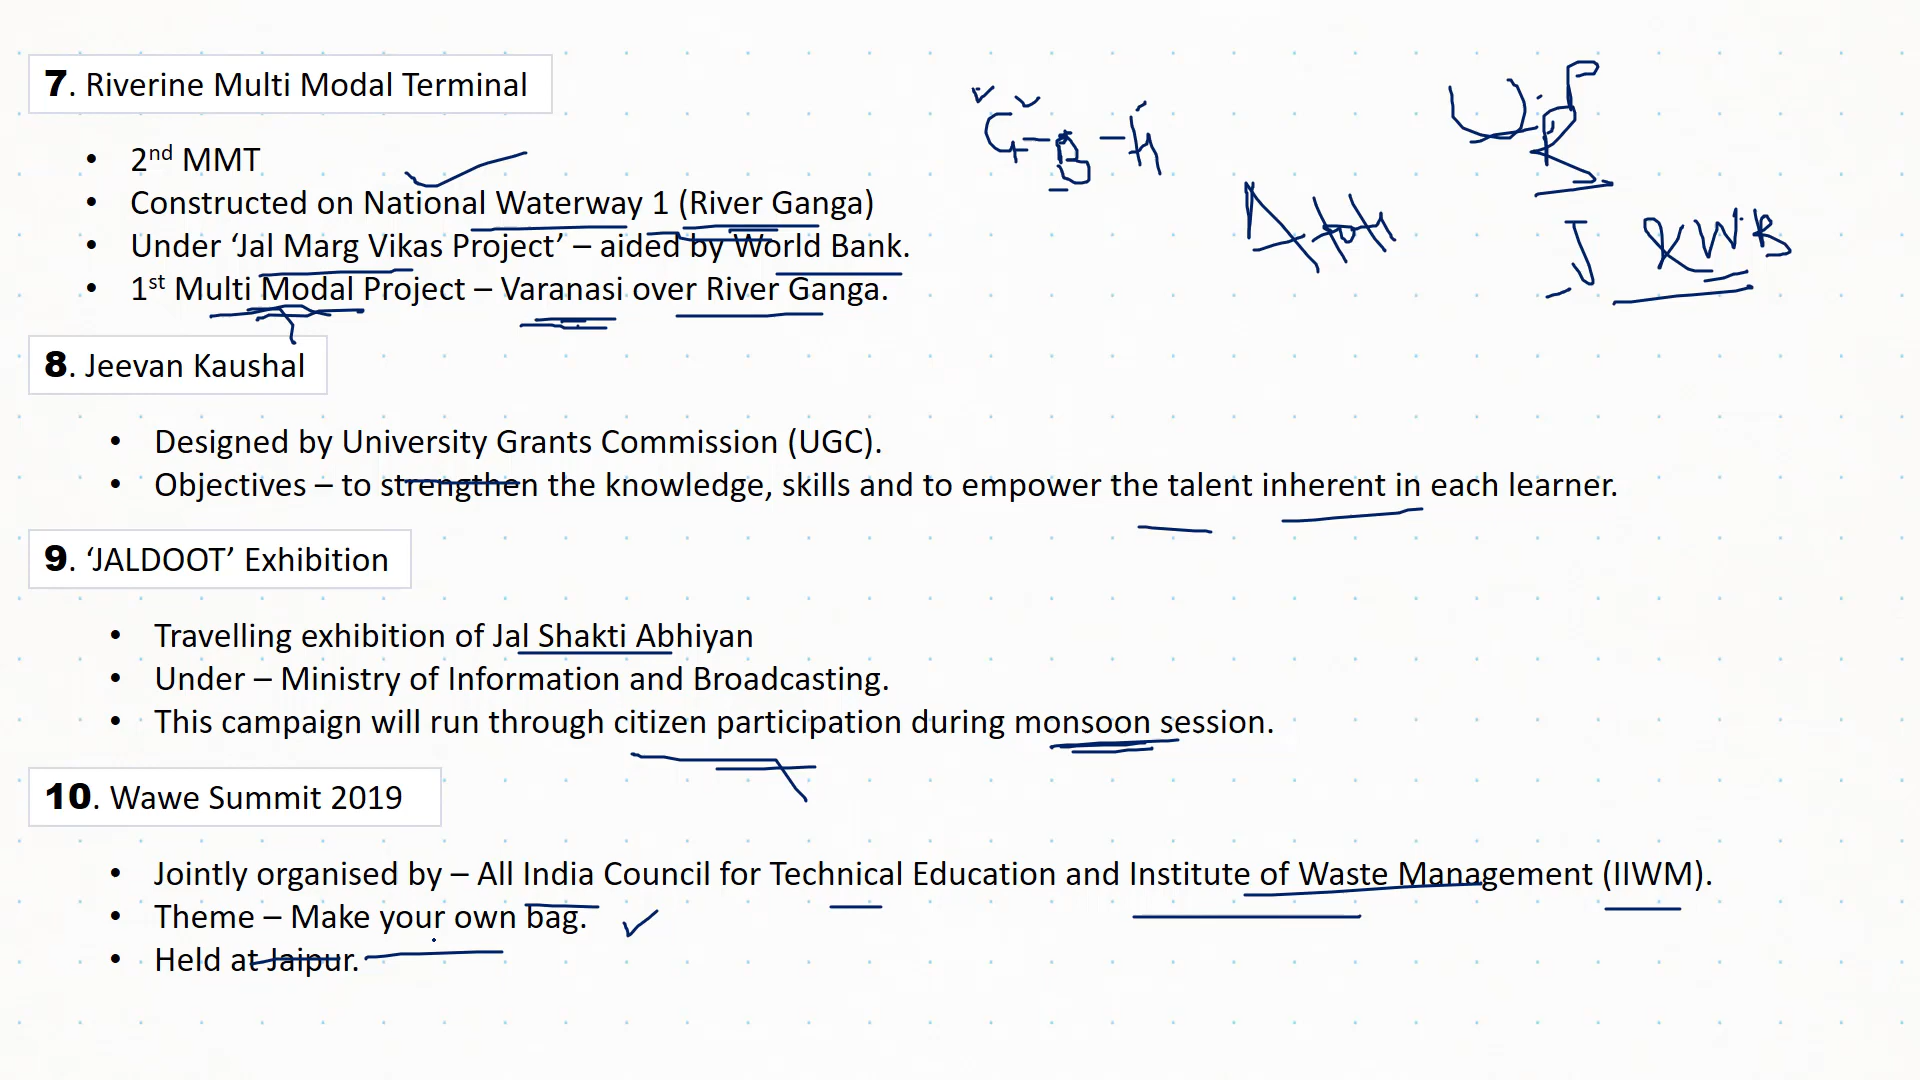 7. Riverine Multi Modal Terminal
• 2nd MMT
• Constructed on National Waterway 1 (River Ganga)
• Under ‘Jal Marg Vikas Project’ – aided by World Bank.
• 1st Multi Modal Project – Varanasi over River Ganga.
8. Jeevan Kaushal
• Designed by University Grants Commission (UGC).
• Objectives – to strengthen the knowledge, skills and to empower the talent inherent in each learner.
9. ‘JALDOOT’ Exhibition
• Travelling exhibition of Jal Shakti Abhiyan
• Under – Ministry of Information and Broadcasting.
• This campaign will run through citizen participation during monsoon session.
10. Wawe Summit 2019
• Jointly organised by – All India Council for Technical Education and Institute of Waste Management (IIWM).
• Theme – Make your own bag.
• Held at Jaipur.